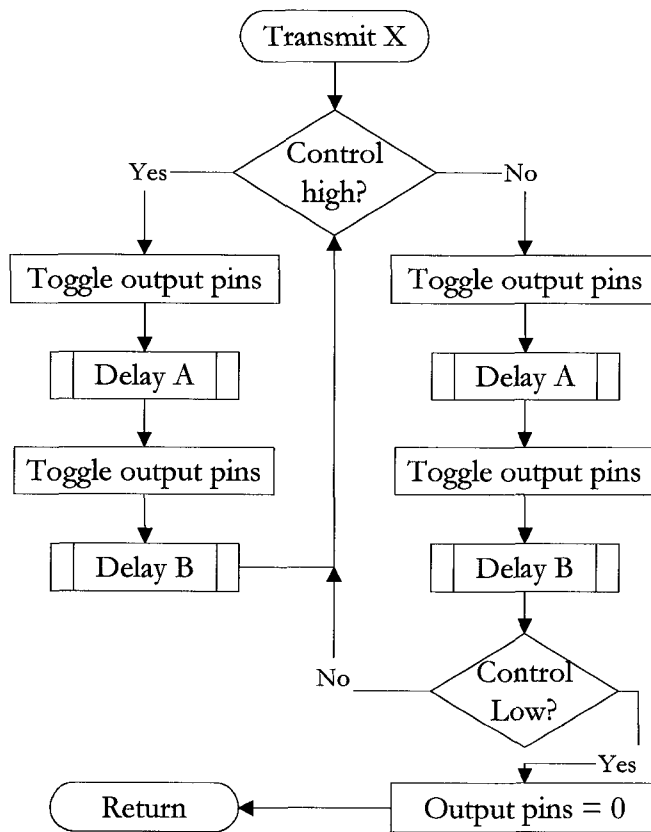 Transmit X
Control
high?
Yes
No
Toggle output pins
Toggle output pins
Delay A
Delay A
Toggle output pins
Toggle output pins
Delay B
Delay B
No
Control
Low?
Yes
Return
Output pins = 0